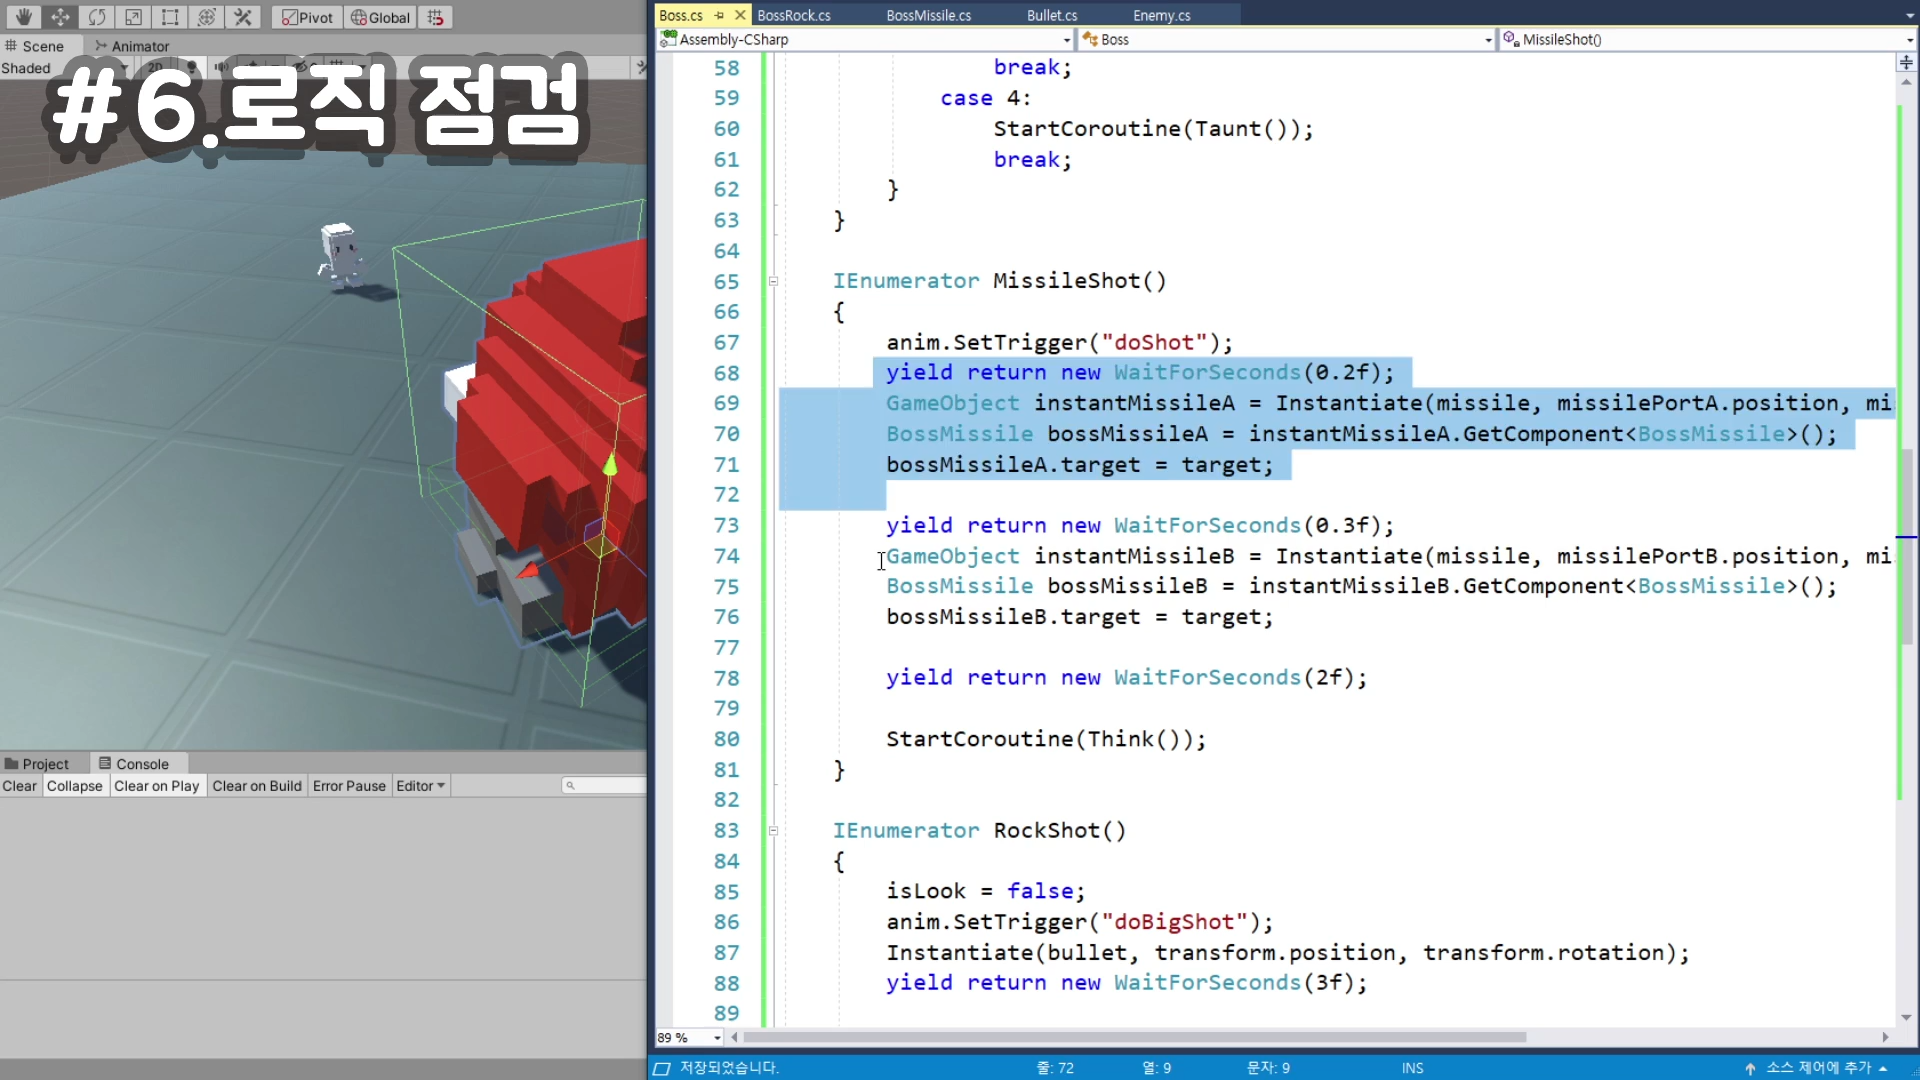 Pivot
Global
Scene
Animator
Shaded
2D
#6.로직 점검
Project
Console
Clear
Collapse
Clear on Play
Clear on Build
Error Pause
Editor
Boss.cs
BossRock.cs
BossMissile.cs
Bullet.cs
Enemy.cs
Assembly-CSharp
Boss
MissileShot()
58 break;
59 case 4:
60 StartCoroutine(Taunt());
61 break;
62 }
63 }
64
65 IEnumerator MissileShot()
66 {
67 anim.SetTrigger("doShot");
68 yield return new WaitForSeconds(0.2f);
69 GameObject instantMissileA = Instantiate(missile, missilePortA.position, mi
70 BossMissile bossMissileA = instantMissileA.GetComponent<BossMissile>();
71 bossMissileA.target = target;
72
73 yield return new WaitForSeconds(0.3f);
74 GameObject instantMissileB = Instantiate(missile, missilePortB.position, mi
75 BossMissile bossMissileB = instantMissileB.GetComponent<BossMissile>();
76 bossMissileB.target = target;
77
78 yield return new WaitForSeconds(2f);
79
80 StartCoroutine(Think());
81 }
82
83 IEnumerator RockShot()
84 {
85 isLook = false;
86 anim.SetTrigger("doBigShot");
87 Instantiate(bullet, transform.position, transform.rotation);
88 yield return new WaitForSeconds(3f);
89
89 %
저장되었습니다.
줄: 72
열: 9
문자: 9
INS
소스 제어에 추가